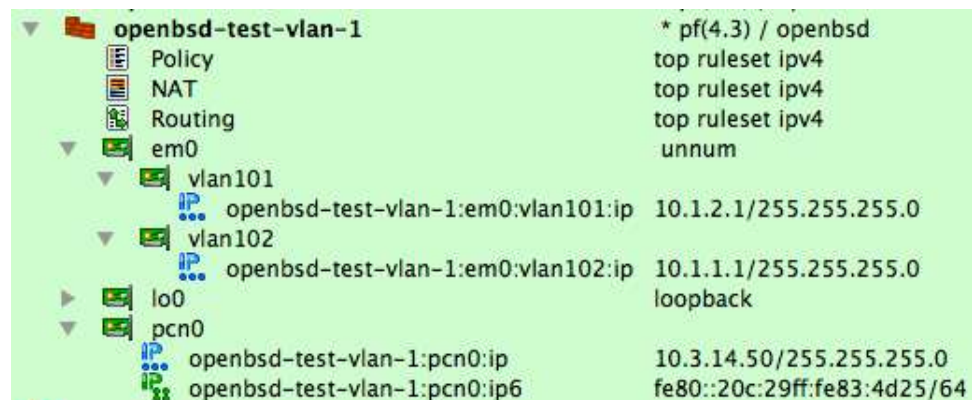 openbsd-test-vlan-1 * pf(4.3) / openbsd
Policy top ruleset ipv4
NAT top ruleset ipv4
Routing top ruleset ipv4
em0 unnum
vlan101
IP openbsd-test-vlan-1:em0:vlan101:ip 10.1.2.1/255.255.255.0
vlan102
IP openbsd-test-vlan-1:em0:vlan102:ip 10.1.1.1/255.255.255.0
lo0 loopback
pcn0
IP openbsd-test-vlan-1:pcn0:ip 10.3.14.50/255.255.255.0
IP openbsd-test-vlan-1:pcn0:ip6 fe80::20c:29ff:fe83:4d25/64